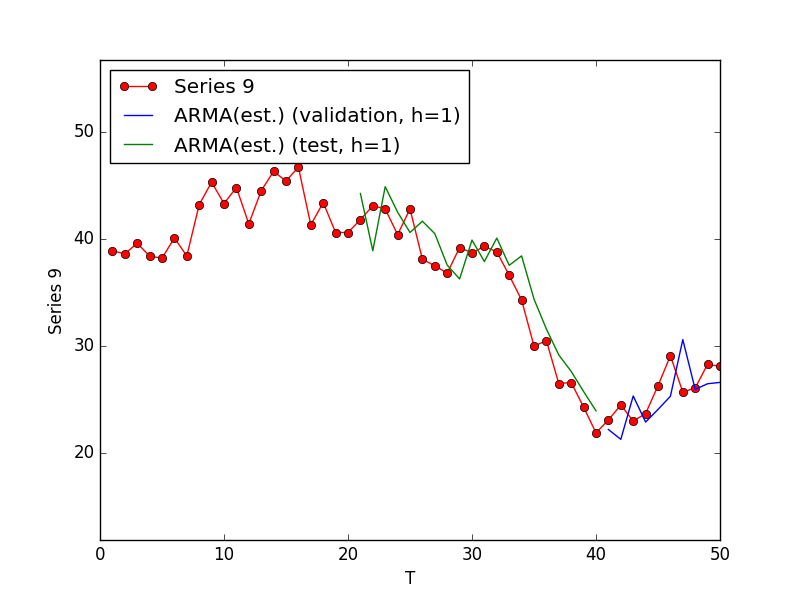 Series 9
ARMA(est.) (validation, h=1)
ARMA(est.) (test, h=1)
50
40
30
20
Series 9
0 10 20 30 40 50
T